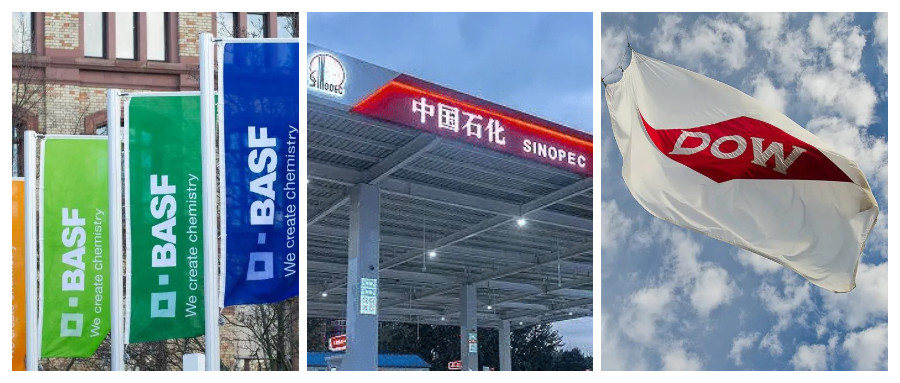 BASF
We create chemistry
BASF
We create chemistry
BASF
We create chemistry
SINOPEC
中国石化
SINOPEC
DOW